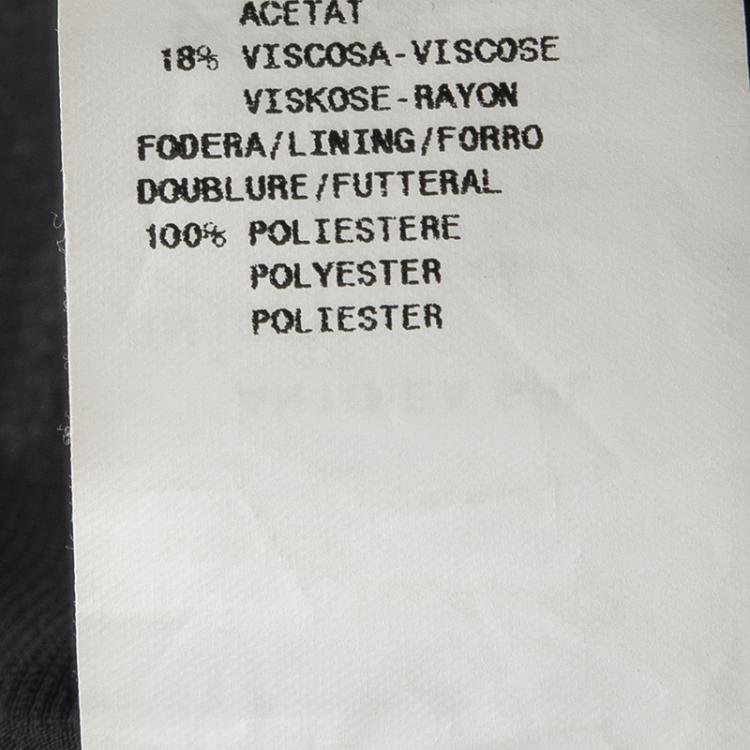 ACETAT
18% VISCOSA-VISCOSE
VISKOSE-RAYON
FODERA/LINING/FORRO
DOUBLURE/FUTTERAL
100% POLIESTERE
POLYESTER
POLIESTER